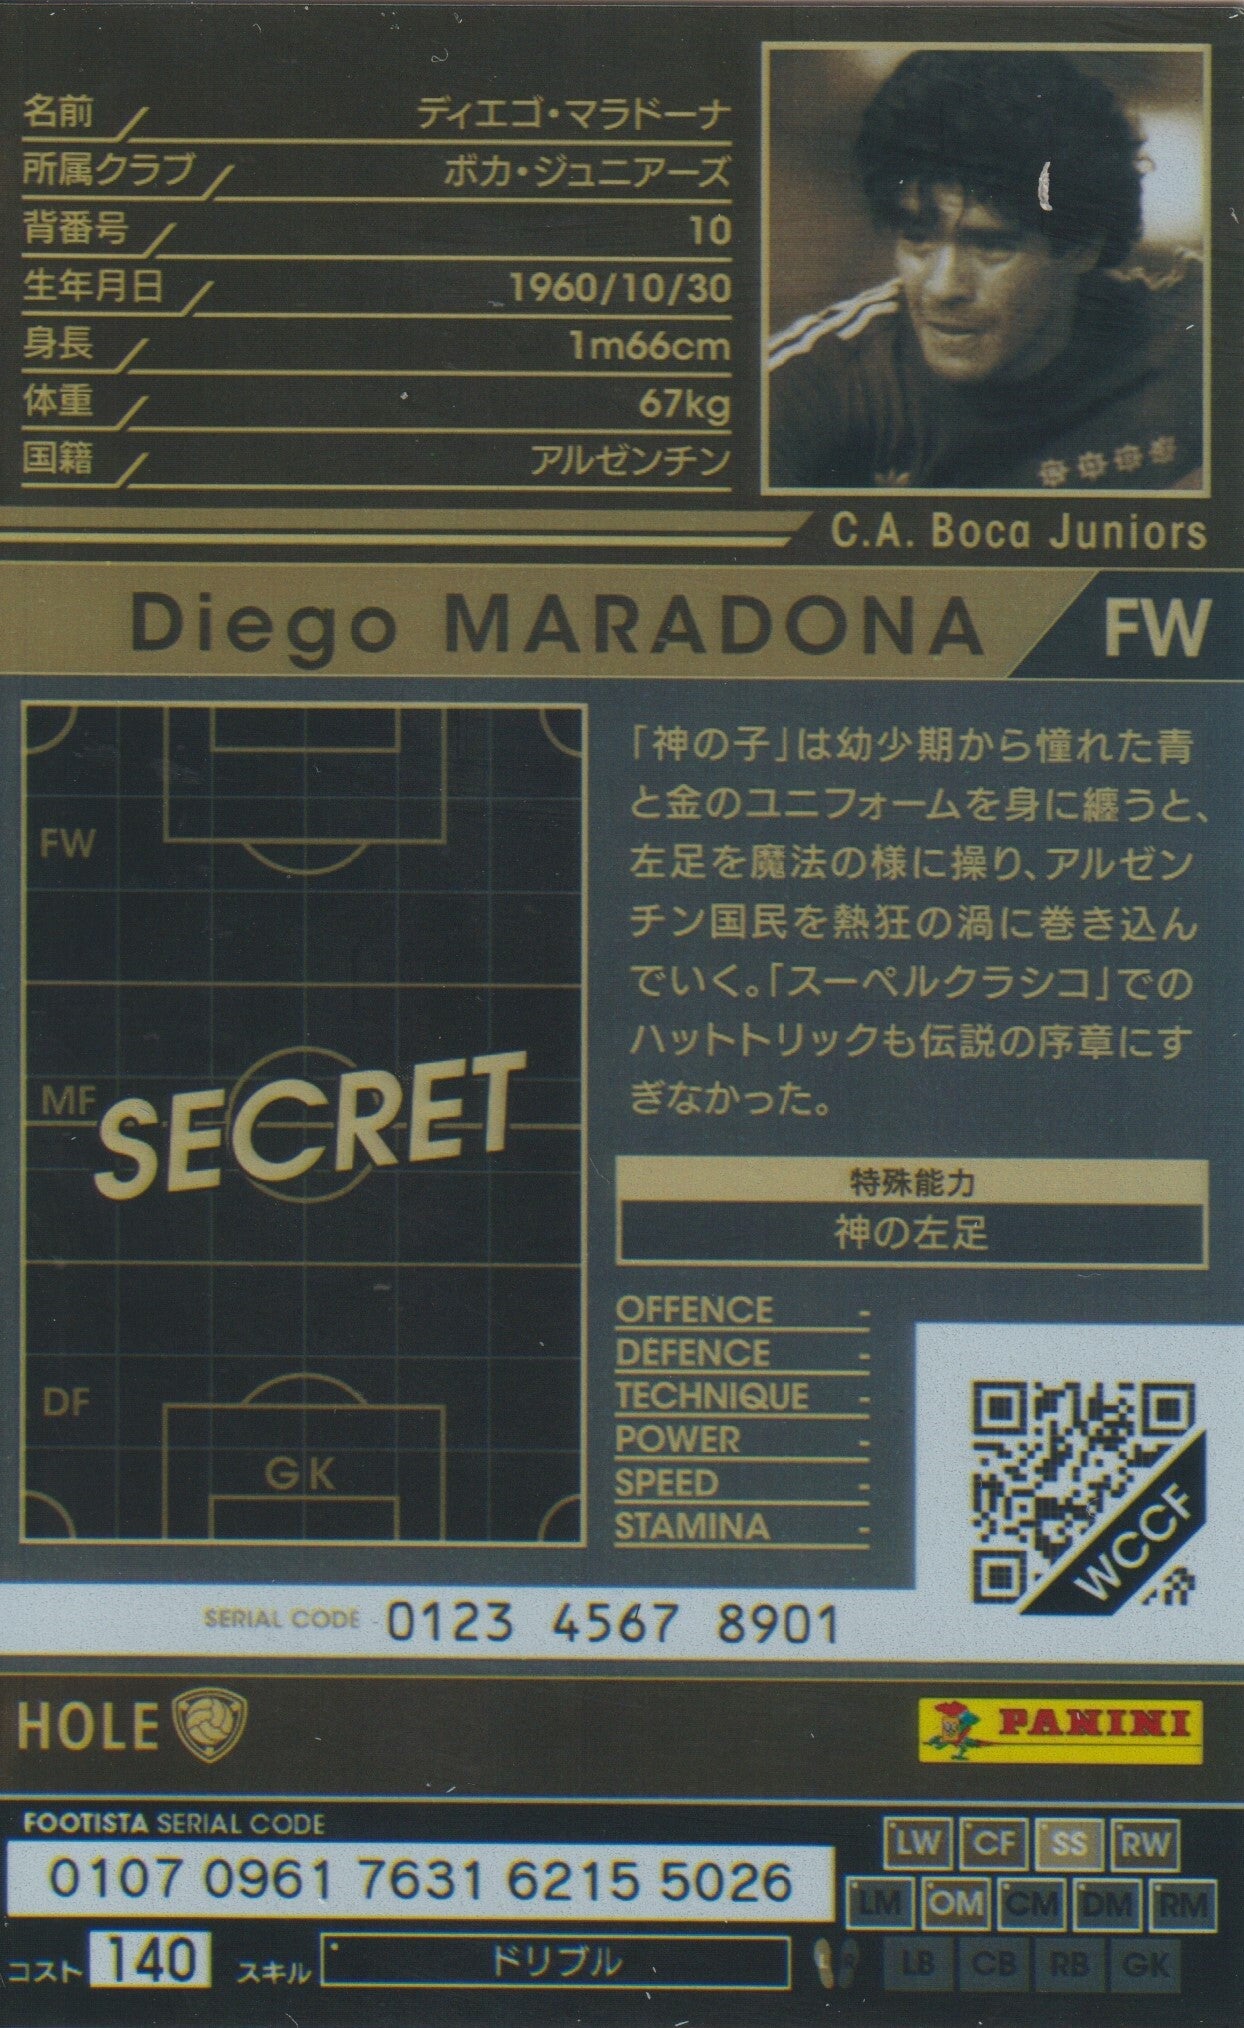 名前 ディエゴ・マラドーナ
所属クラブ ボカ・ジュニアーズ
背番号 10
生年月日 1960/10/30
身長 1m66cm
体重 67kg
国籍 アルゼンチン
C.A. Boca Juniors
Diego MARADONA FW
FW
MF
SECRET
DF
GK
「神の子」は幼少期から憧れた青
と金のユニフォームを身に纏うと、
左足を魔法の様に操り、アルゼン
チン国民を熱狂の渦に巻き込ん
でいく。「スーペルクラシコ」での
ハットトリックも伝説の序章にす
ぎなかった。
特殊能力
神の左足
OFFENCE -
DEFENCE -
TECHNIQUE -
POWER -
SPEED -
STAMINA -
WCCF
SERIAL CODE 0123 4567 8901
HOLE
PANINI
FOOTISTA SERIAL CODE
0107 0961 7631 6215 5026
コスト 140 スキル ドリブル
L R
LW CF SS RW
LM OM CM DM RM
LB CB RB GK